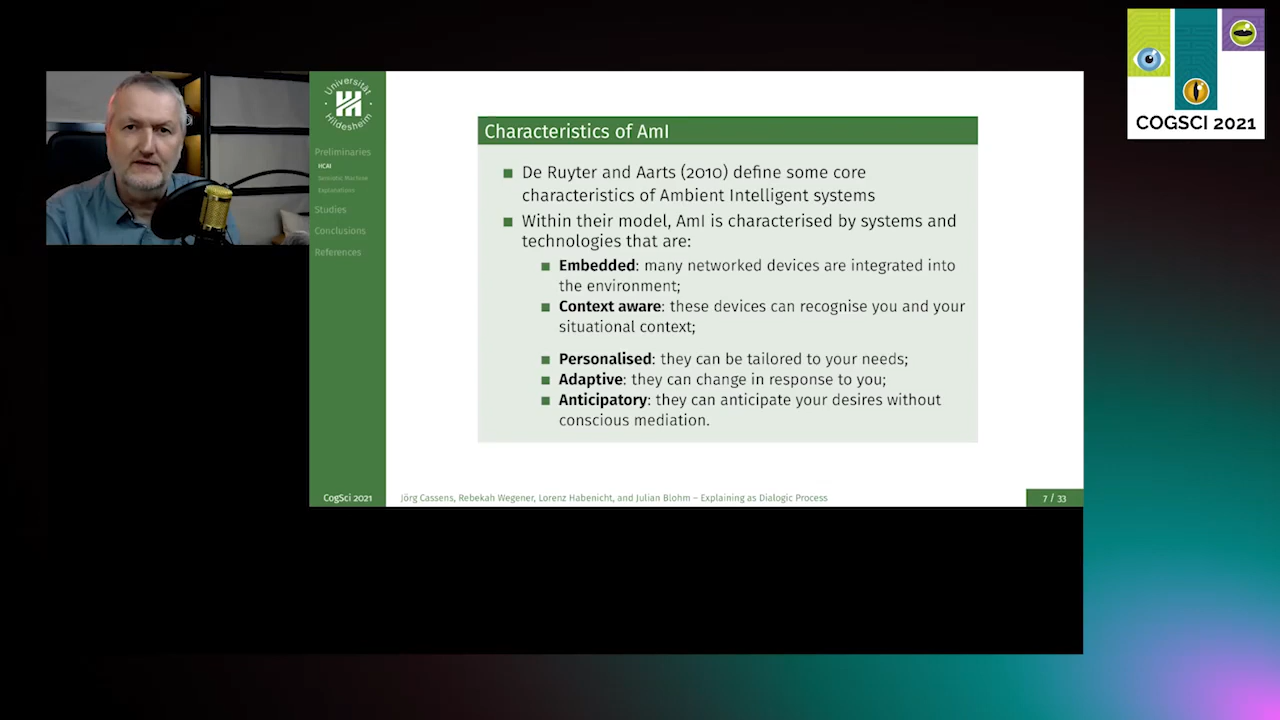 COGSCI 2021
Universität
Hildesheim
Preliminaries
HCAI
Semiotic Machine
Explanations
Studies
Conclusions
References
CogSci 2021
Characteristics of AmI
De Ruyter and Aarts (2010) define some core
characteristics of Ambient Intelligent systems
Within their model, AmI is characterised by systems and
technologies that are:
Embedded: many networked devices are integrated into
the environment;
Context aware: these devices can recognise you and your
situational context;
Personalised: they can be tailored to your needs;
Adaptive: they can change in response to you;
Anticipatory: they can anticipate your desires without
conscious mediation.
Jörg Cassens, Rebekah Wegener, Lorenz Habenicht, and Julian Blohm – Explaining as Dialogic Process
7 / 33